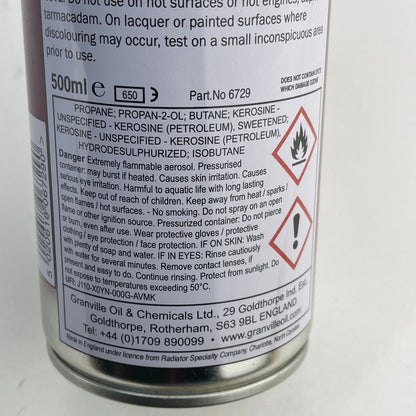 Do not use on hot surfaces or hot engines,
tarmacadam. On lacquer or painted surfaces where
discolouring may occur, test on a small inconspicuous area
prior to use.
500ml e 650 3 Part.No 6729
DOES NOT CONTAIN CFC'S
WHICH DAMAGE OZONE
PROPANE; PROPAN-2-OL; BUTANE; KEROSINE -
UNSPECIFIED - KEROSINE (PETROLEUM), SWEETENED;
KEROSINE - UNSPECIFIED - KEROSINE (PETROLEUM),
HYDRODESULPHURIZED; ISOBUTANE
Danger Extremely flammable aerosol. Pressurised
container: may burst if heated. Causes skin irritation. Causes
serious eye irritation. Harmful to aquatic life with long lasting
effects. Keep out of reach of children. Keep away from heat / sparks /
open flames / hot surfaces. - No smoking. Do not spray on an open
flame or other ignition source. Pressurized container: Do not pierce
or burn, even after use. Wear protective gloves / protective
clothing / eye protection / face protection. IF ON SKIN: Wash
with plenty of soap and water. IF IN EYES: Rinse cautiously
with water for several minutes. Remove contact lenses, if
present and easy to do. Continue rinsing. Protect from sunlight. Do
not expose to temperatures exceeding 50°C.
UFI: J110-X0YN-000G-AVMK
Granville Oil & Chemicals Ltd., 29 Goldthorpe Ind. Est.
Goldthorpe, Rotherham, S63 9BL ENGLAND
Tel: +44 (0) 1709 890099 • www.granvilleoil.com
Made in England under licence from Radiator Specialty Company, Charlotte, North Carolina